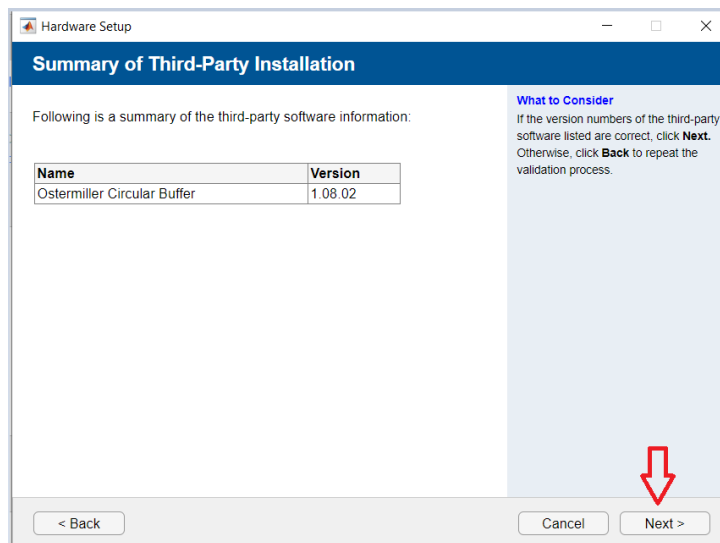 Hardware Setup
Summary of Third-Party Installation
Following is a summary of the third-party software information:
Name Version
Ostermiller Circular Buffer 1.08.02
What to Consider
If the version numbers of the third-party
software listed are correct, click Next.
Otherwise, click Back to repeat the
validation process.
< Back Cancel Next >